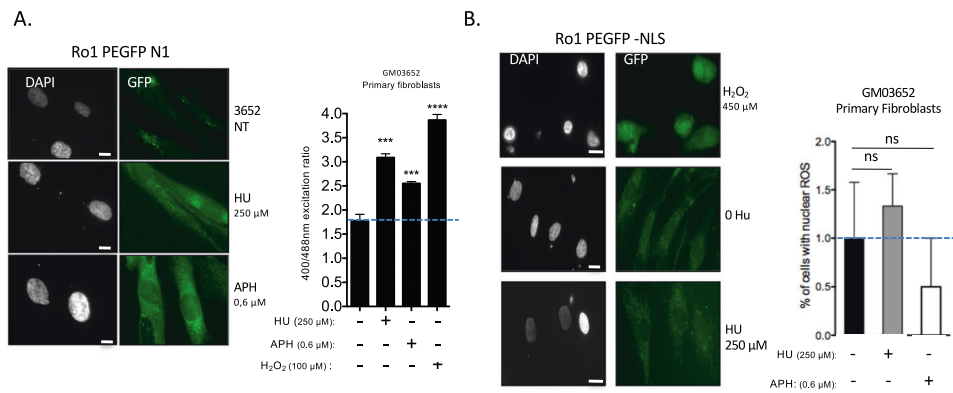 A.
Ro1 PEGFP N1
DAPI
GFP
3652
NT
HU
250 µM
APH
0,6 µM
GM03652
Primary fibroblasts
400/488nm excitation ratio
4.0
3.5
3.0
2.5
2.0
1.5
1.0
0.5
0.0
***
***
****
HU (250 µM): - + - -
APH (0.6 µM): - - + -
H₂O₂ (100 µM) : - - - +
B.
Ro1 PEGFP -NLS
DAPI
GFP
H₂O₂
450 µM
0 Hu
HU
250 µM
GM03652
Primary Fibroblasts
ns
ns
% of cells with nuclear ROS
2.0
1.5
1.0
0.5
0.0
HU (250 µM): - + -
APH: (0.6 µM) - - +